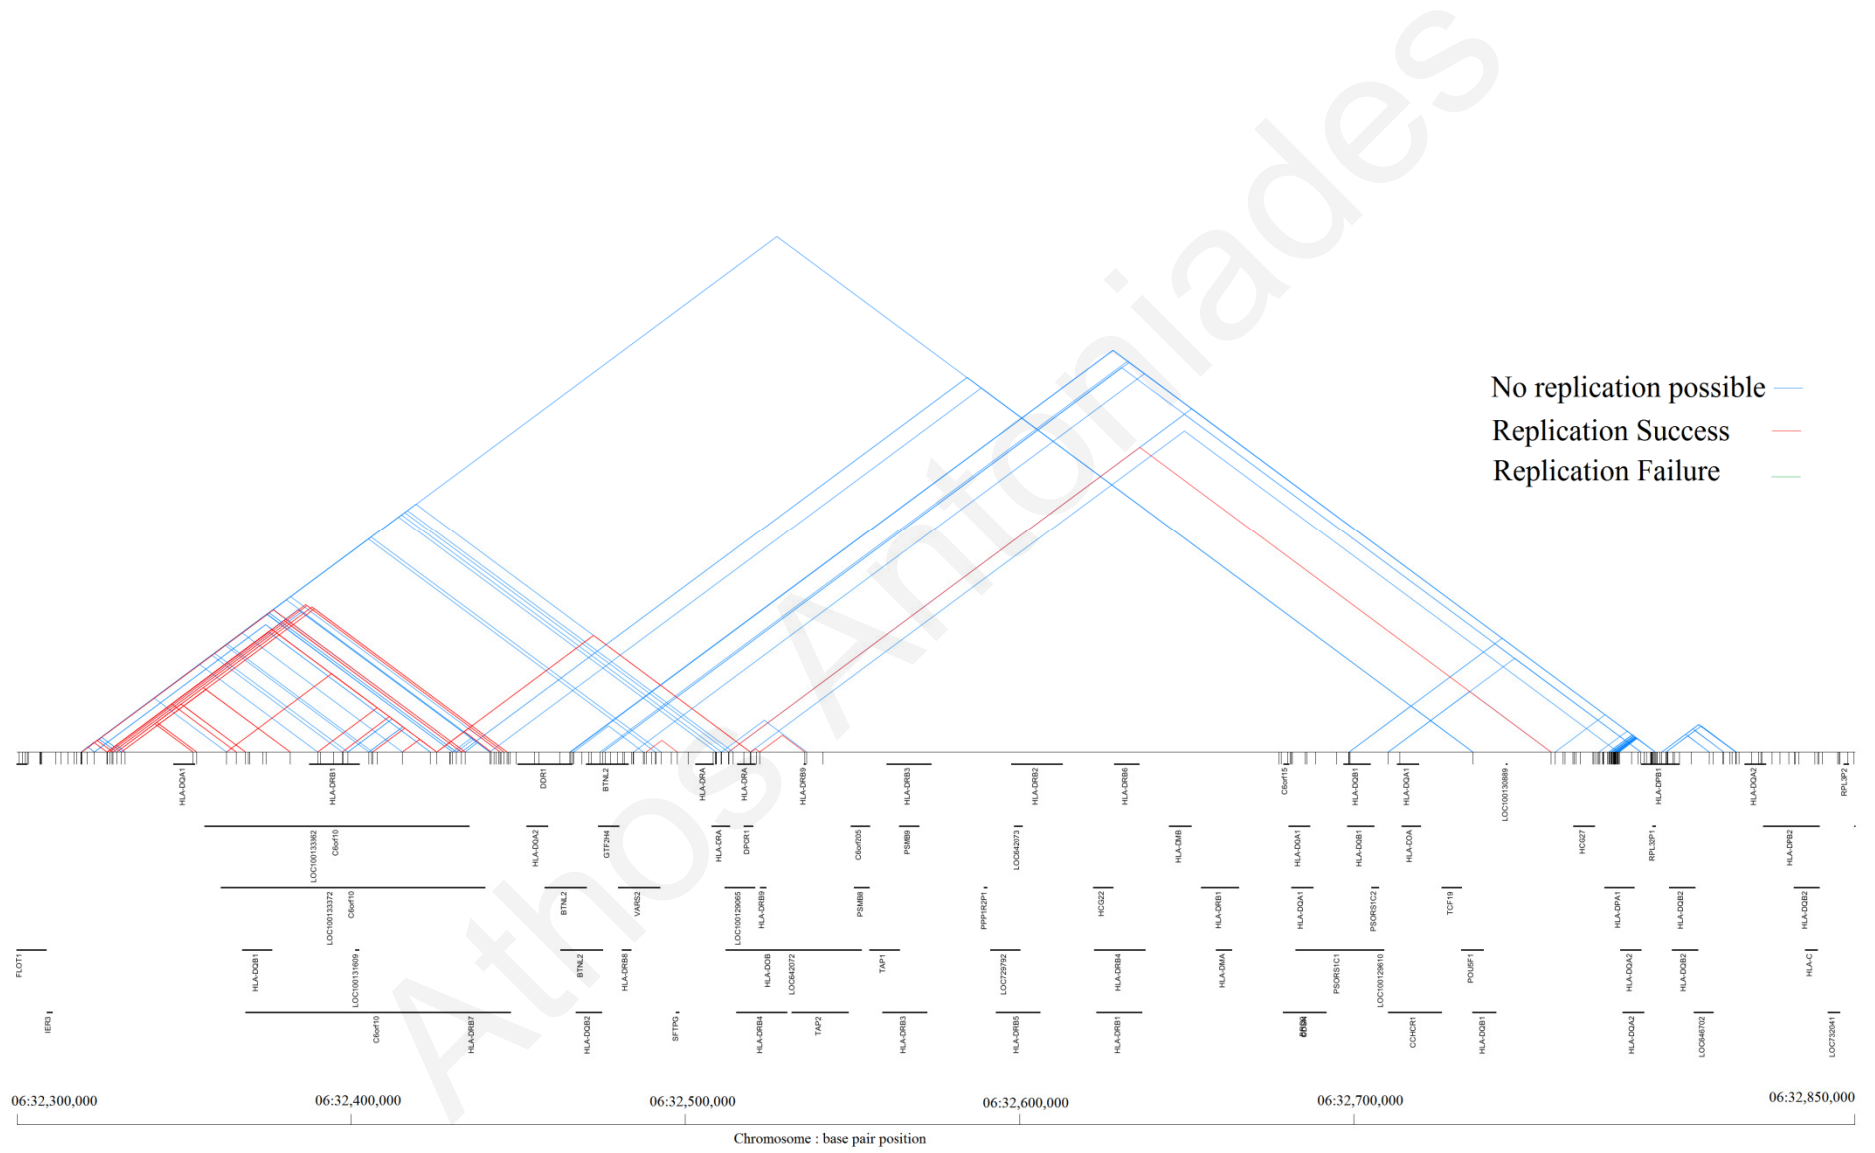 Athos Antoniades
No replication possible
Replication Success
Replication Failure
HLA-DQA1
HLA-DRB1
DDR1
BTNL2
HLA-DRA
HLA-DRA
HLA-DRB9
HLA-DRB3
HLA-DRB2
HLA-DRB6
C6orf15
HLA-DQB1
HLA-DQA1
LOC100130889
HLA-DPB1
HLA-DQA2
RPL3P2
LOC100133362
C6orf10
HLA-DQA2
GTF2H4
HLA-DRA
DPCR1
C6orf205
PSMB9
LOC642073
HLA-DMB
HLA-DQA1
HLA-DQB1
HLA-DOA
HCG27
RPL32P1
HLA-DPB2
LOC100133372
C6orf10
BTNL2
VARS2
LOC100129065
HLA-DRB9
PSMB8
PPP1R2P1
HCG22
HLA-DRB1
HLA-DQA1
PSORS1C2
TCF19
HLA-DPA1
HLA-DQB2
HLA-DQB2
FLOT1
HLA-DQB1
LOC100131609
BTNL2
HLA-DRB8
HLA-DOB
LOC642072
TAP1
LOC729792
HLA-DRB4
HLA-DMA
PSORS1C1
LOC100129610
POU5F1
HLA-DQA2
HLA-DQB2
HLA-C
IER3
C6orf10
HLA-DRB7
HLA-DQB2
SFTPG
HLA-DRB4
TAP2
HLA-DRB3
HLA-DRB5
HLA-DRB1
CCHCR1
HLA-DQB1
HLA-DQA2
LOC646702
LOC732041
06:32,300,000
06:32,400,000
06:32,500,000
06:32,600,000
06:32,700,000
06:32,850,000
Chromosome : base pair position